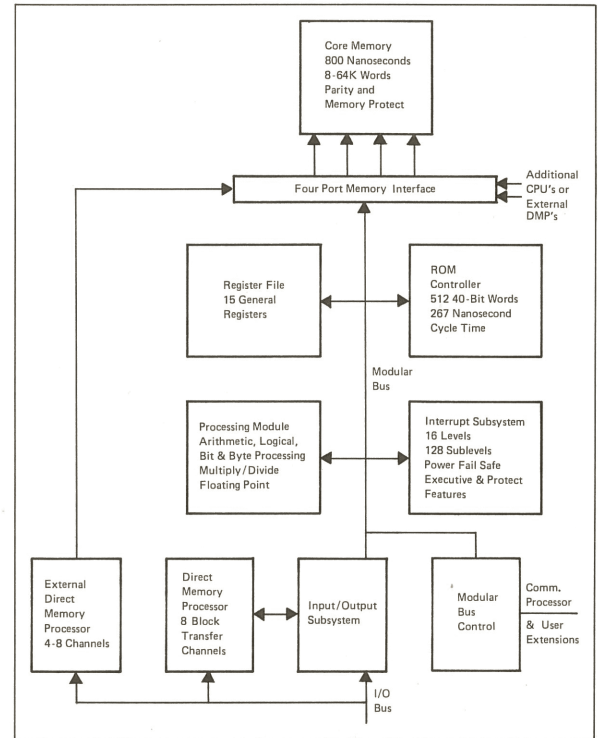 Core Memory
800 Nanoseconds
8-64K Words
Parity and
Memory Protect
Four Port Memory Interface
Additional
CPU's or
External
DMP's
Register File
15 General
Registers
ROM
Controller
512 40-Bit Words
267 Nanosecond
Cycle Time
Modular
Bus
Processing Module
Arithmetic, Logical,
Bit & Byte Processing
Multiply/Divide
Floating Point
Interrupt Subsystem
16 Levels
128 Sublevels
Power Fail Safe
Executive & Protect
Features
External
Direct
Memory
Processor
4-8 Channels
Direct
Memory
Processor
8 Block
Transfer
Channels
Input/Output
Subsystem
Modular
Bus
Control
Comm.
Processor
& User
Extensions
I/O
Bus